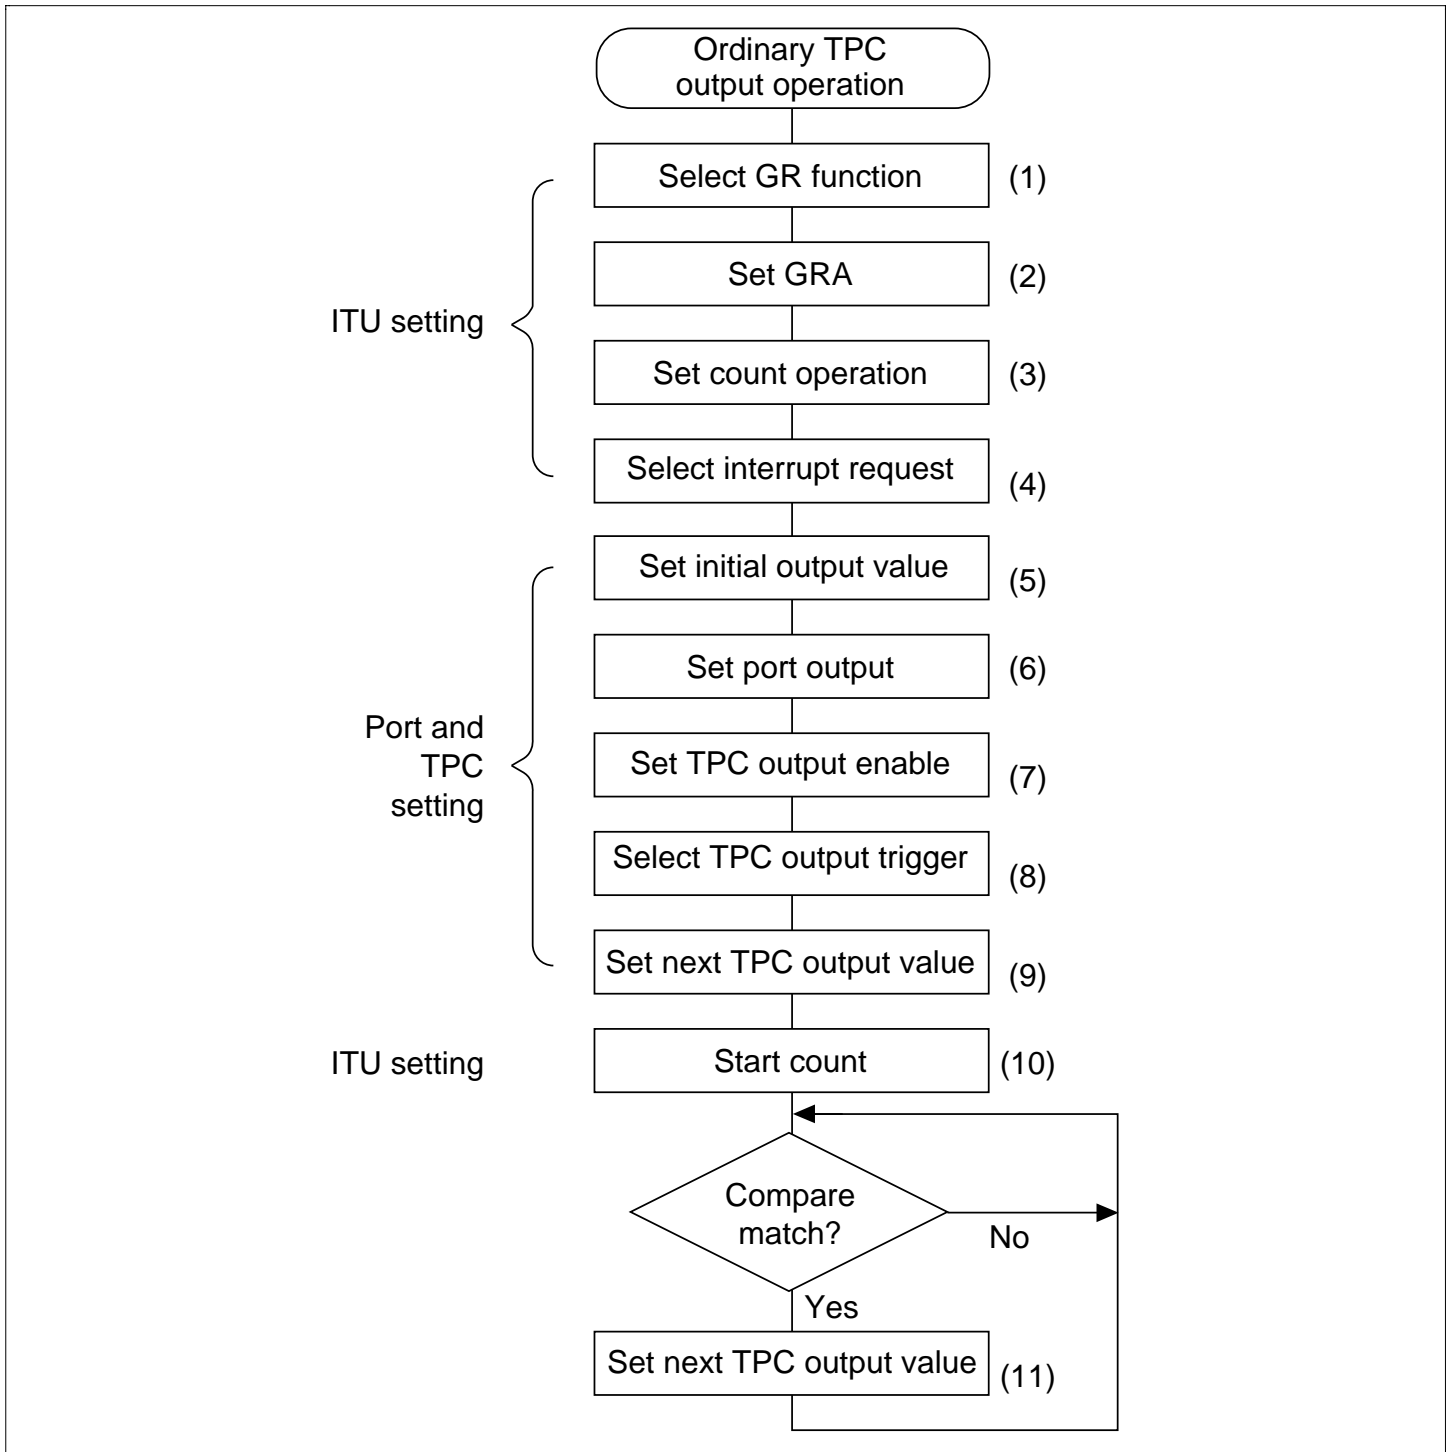 Ordinary TPC
output operation
Select GR function
(1)
Set GRA
(2)
ITU setting
Set count operation
(3)
Select interrupt request
(4)
Set initial output value
(5)
Set port output
(6)
Port and
TPC
setting
Set TPC output enable
(7)
Select TPC output trigger
(8)
Set next TPC output value
(9)
ITU setting
Start count
(10)
Compare
match?
No
Yes
Set next TPC output value
(11)